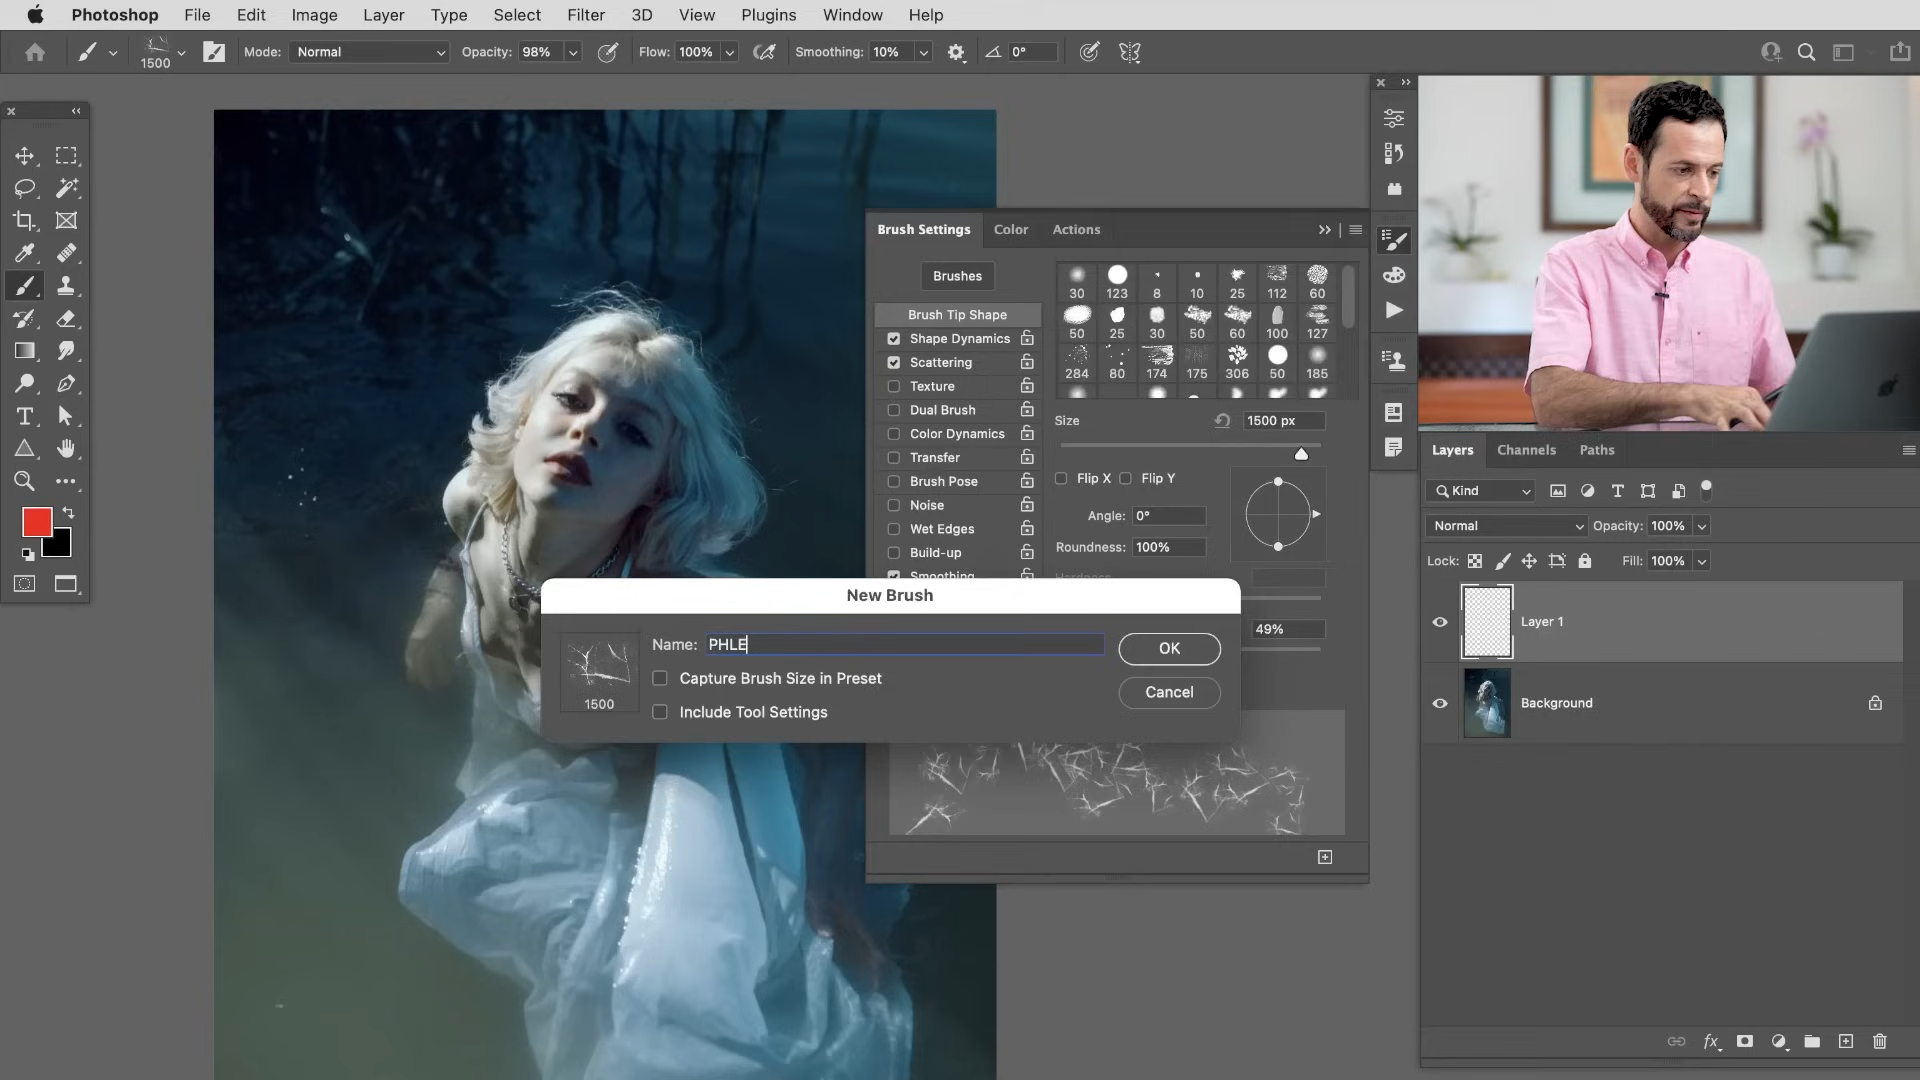 Photoshop File Edit Image Layer Type Select Filter 3D View Plugins Window Help
1500 Mode: Normal Opacity: 98% Flow: 100% Smoothing: 10% 0°
Brush Settings Color Actions
Brushes
30 123 8 10 25 112 60
50 25 30 50 60 100 127
284 80 174 175 306 50 185
Brush Tip Shape
Shape Dynamics
Scattering
Texture
Dual Brush
Color Dynamics
Transfer
Brush Pose
Noise
Wet Edges
Build-up
Smoothing
Size 1500 px
Flip X Flip Y
Angle: 0°
Roundness: 100%
Hardness
49%
New Brush
Name: PHLE
1500
Capture Brush Size in Preset
Include Tool Settings
OK
Cancel
Layers Channels Paths
Kind
Normal Opacity: 100%
Lock: Fill: 100%
Layer 1
Background
fx